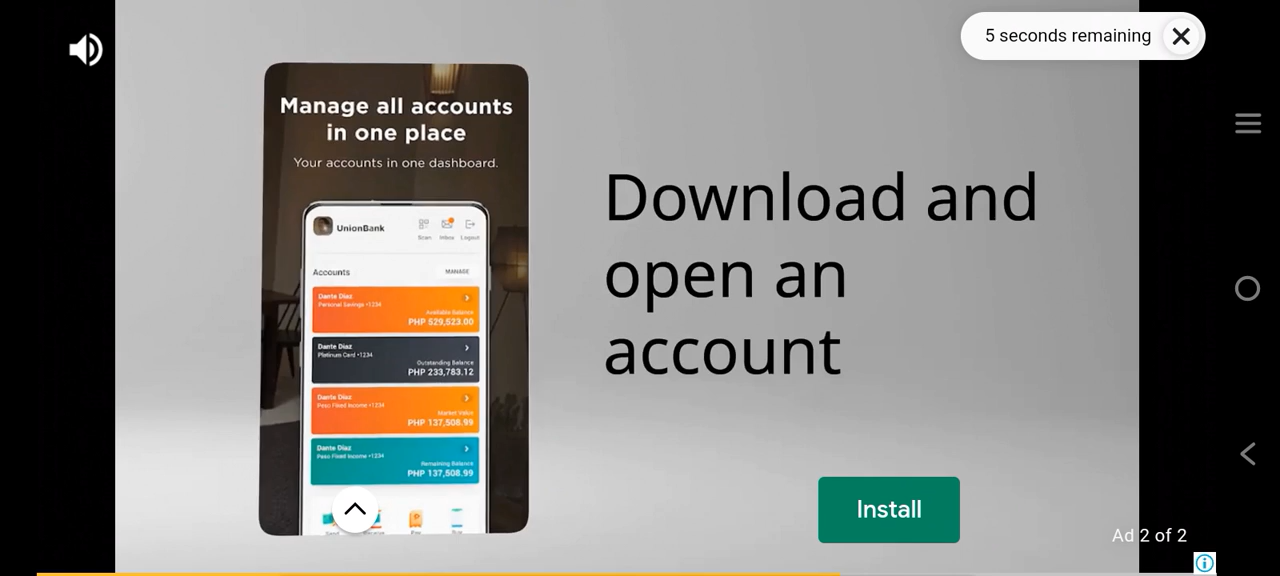 5 seconds remaining
Manage all accounts
in one place
Your accounts in one dashboard.
UnionBank
Scan Inbox Logout
Accounts
MANAGE
Dante Diaz
Personal Savings •1234
Available Balance
PHP 529,523.00
Dante Diaz
Platinum Card •1234
Outstanding Balance
PHP 233,783.12
Dante Diaz
Peso Fixed Income •1234
Market Value
PHP 137,508.99
Dante Diaz
Peso Fixed Income •1234
Remaining Balance
PHP 137,508.99
Download and
open an
account
Install
Ad 2 of 2